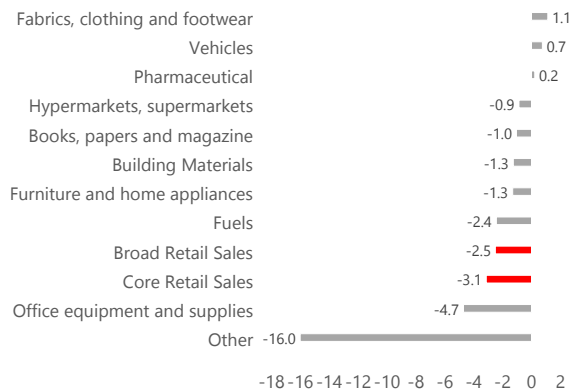 Fabrics, clothing and footwear 1.1
Vehicles 0.7
Pharmaceutical 0.2
Hypermarkets, supermarkets -0.9
Books, papers and magazine -1.0
Building Materials -1.3
Furniture and home appliances -1.3
Fuels -2.4
Broad Retail Sales -2.5
Core Retail Sales -3.1
Office equipment and supplies -4.7
Other -16.0
-18 -16 -14 -12 -10 -8 -6 -4 -2 0 2